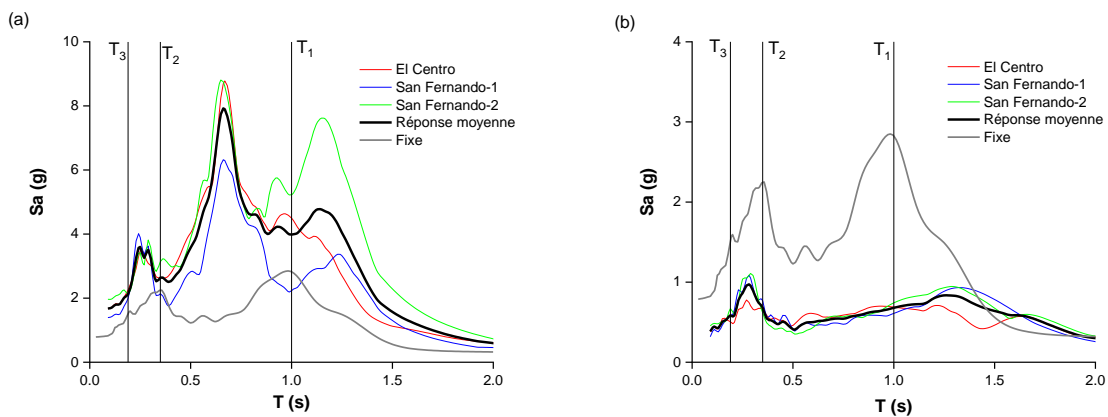 (a)
10
8
6
4
2
0
Sa (g)
0.0 0.5 1.0 1.5 2.0
T (s)
T3 T2 T1
El Centro
San Fernando-1
San Fernando-2
Réponse moyenne
Fixe
(b)
4
3
2
1
0
Sa (g)
0.0 0.5 1.0 1.5 2.0
T (s)
T3 T2 T1
El Centro
San Fernando-1
San Fernando-2
Réponse moyenne
Fixe